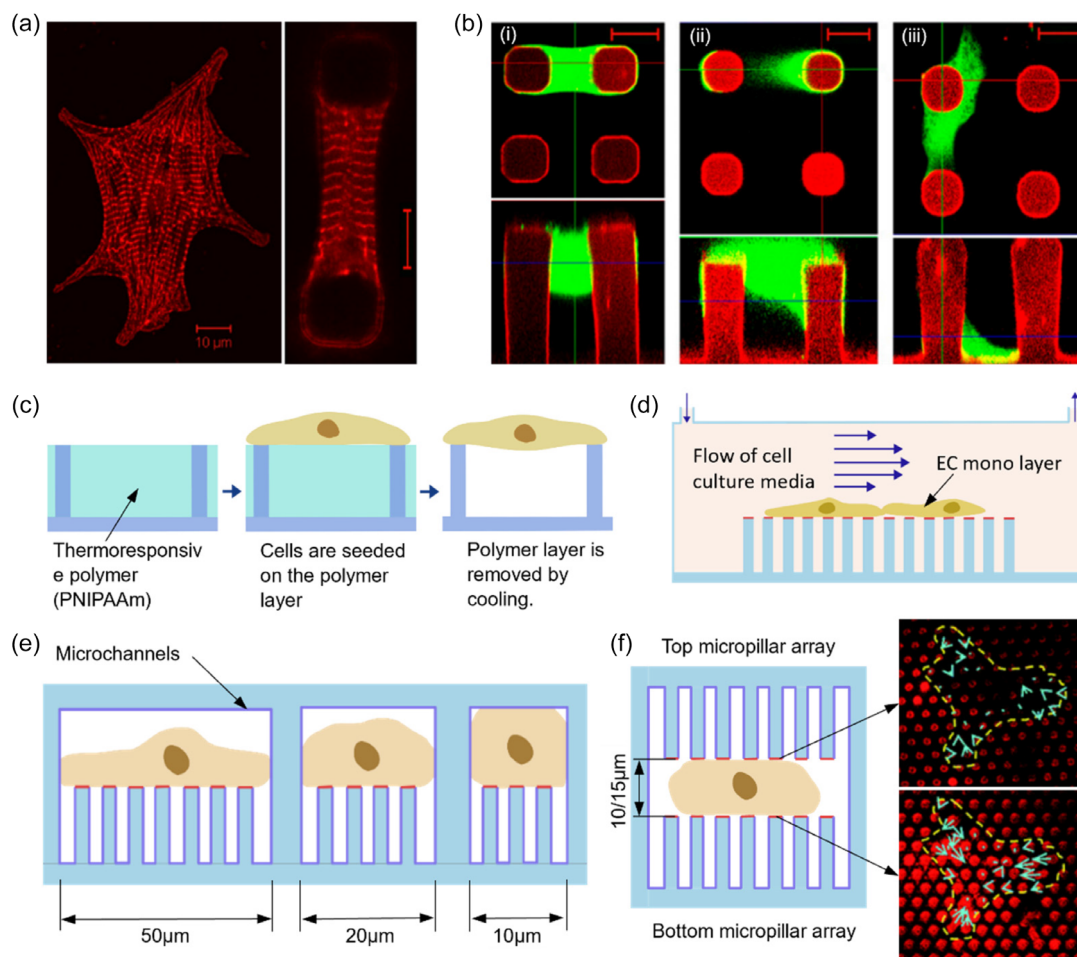 (a)
10 µm
(b)
(i)
(ii)
(iii)
(c)
Thermoresponsiv
e polymer
(PNIPAAm)
Cells are seeded
on the polymer
layer
Polymer layer is
removed by
cooling.
(d)
Flow of cell
culture media
EC mono layer
(e)
Microchannels
50µm
20µm
10µm
(f)
Top micropillar array
10/15µm
Bottom micropillar array